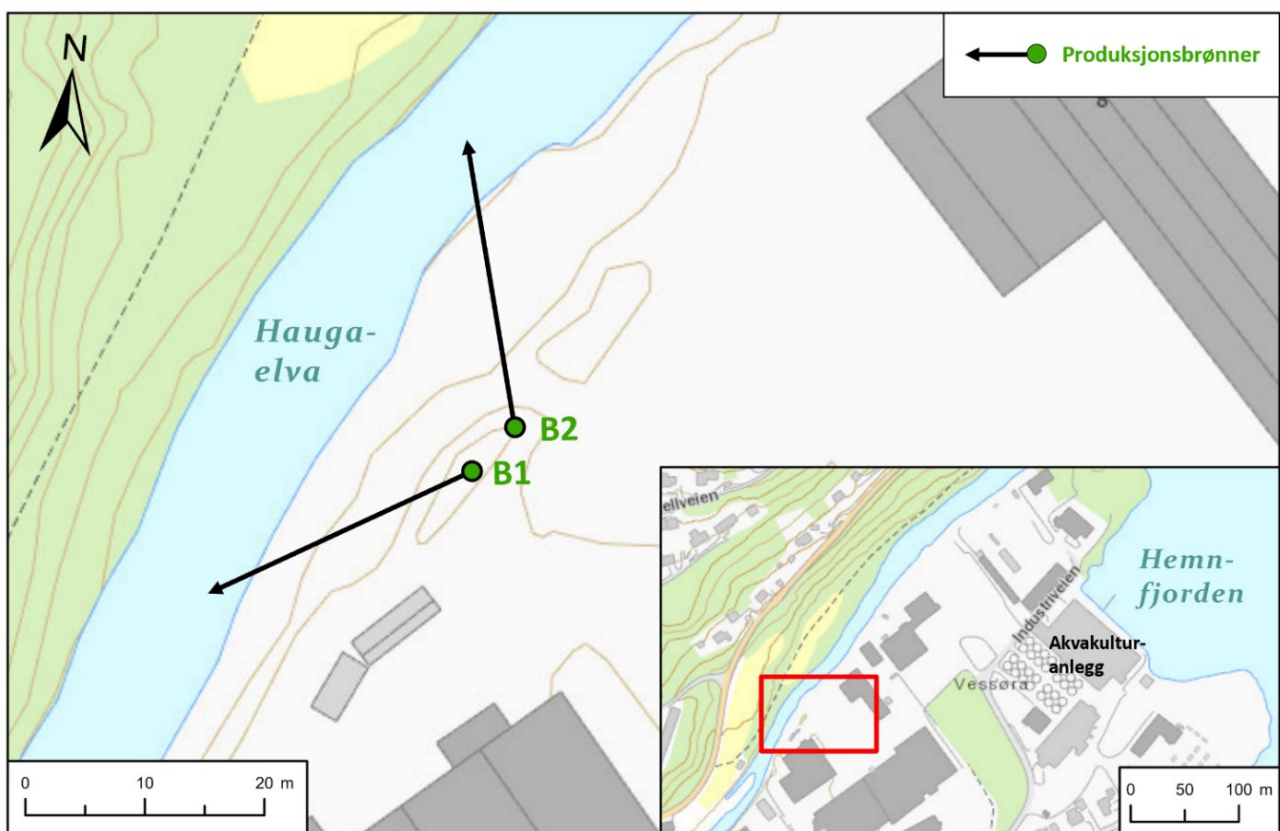 N
Produksjonsbrønner
Hauga-
elva
B2
B1
0 10 20 m
ellveien
Hemn-
fjorden
Industriveien
Akvakultur-
anlegg
Vessøra
0 50 100 m